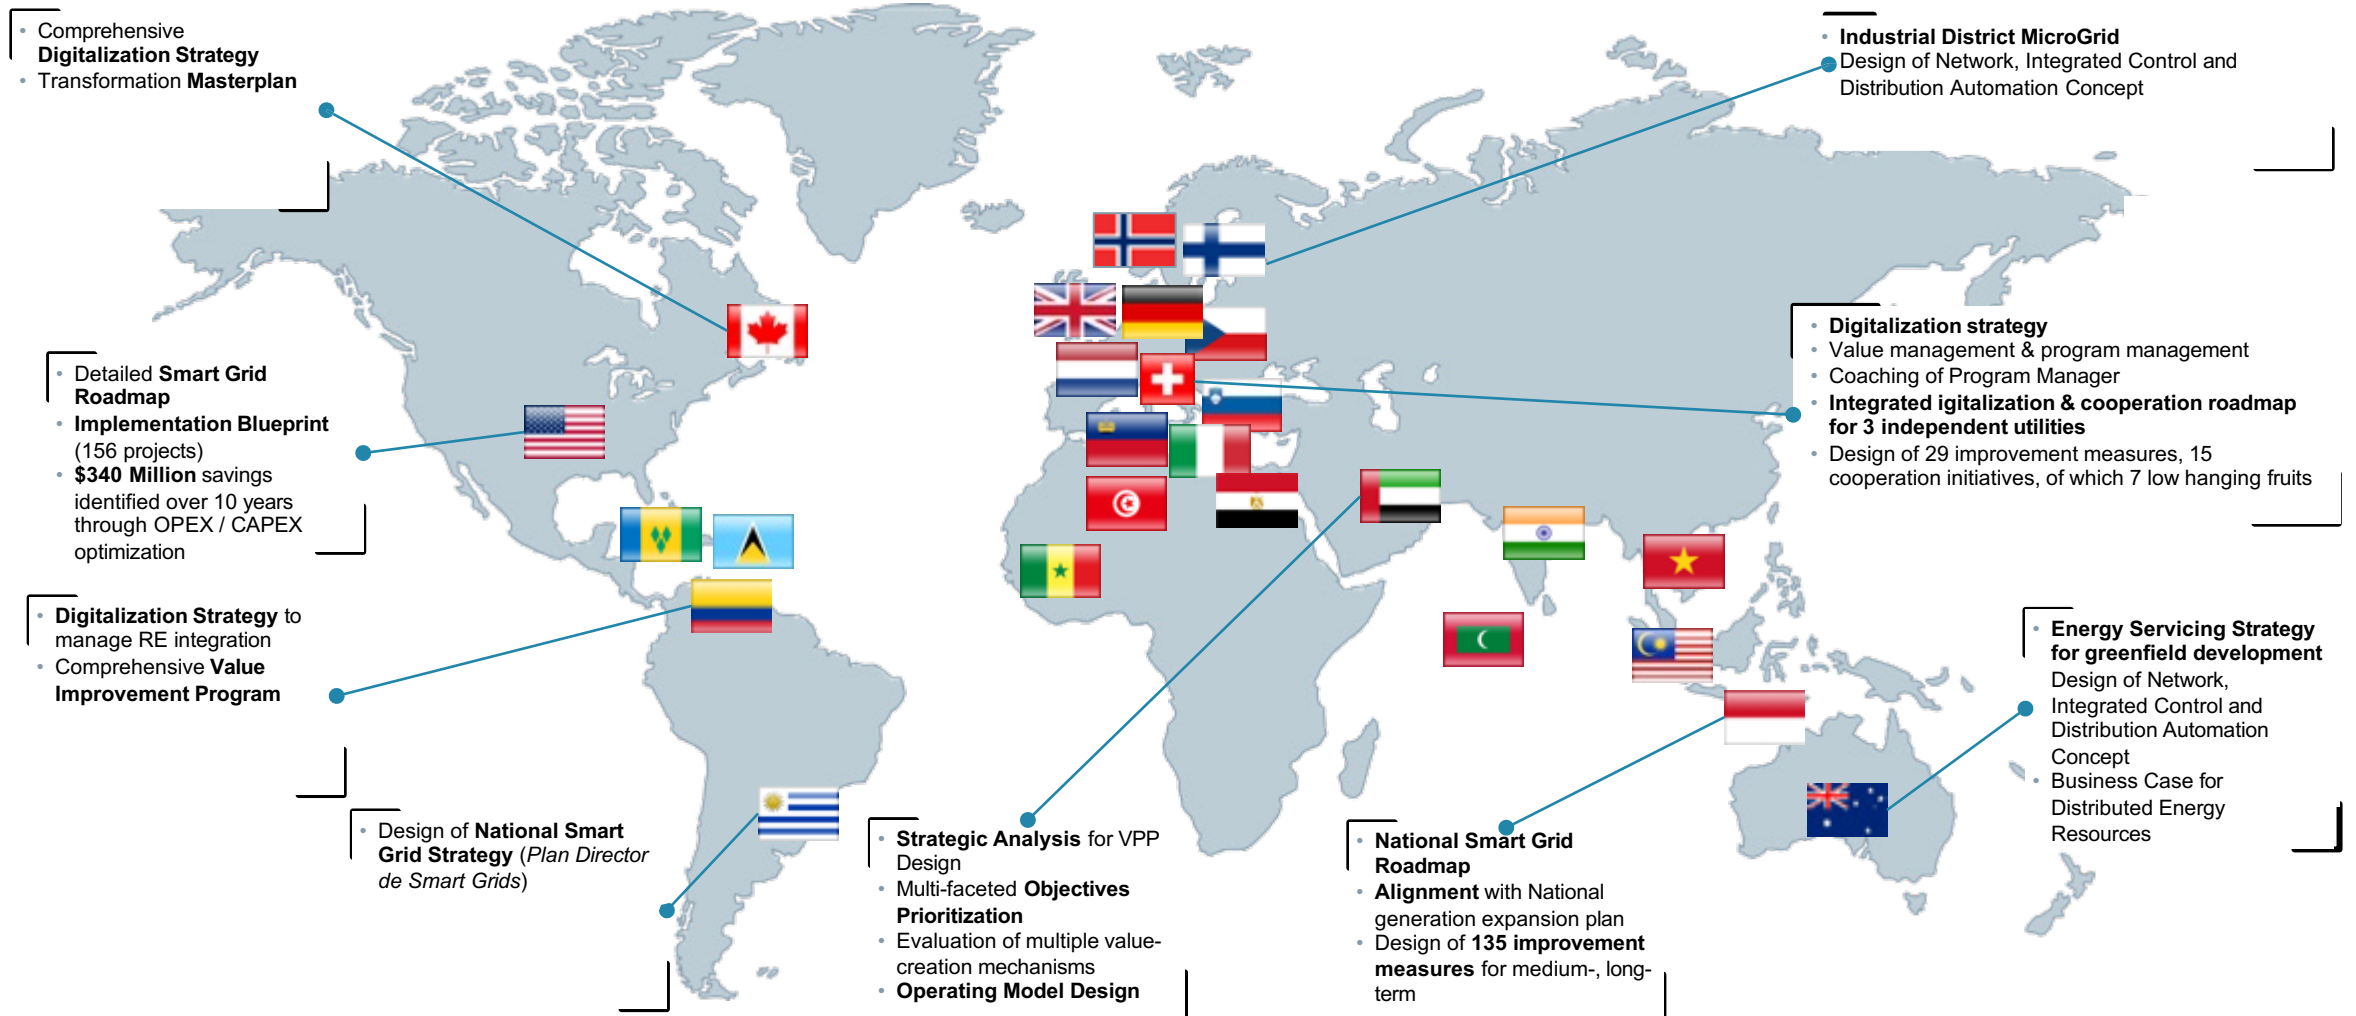 • Comprehensive
Digitalization Strategy
• Transformation Masterplan
• Industrial District MicroGrid
• Design of Network, Integrated Control and
Distribution Automation Concept
• Detailed Smart Grid
Roadmap
• Implementation Blueprint
(156 projects)
• $340 Million savings
identified over 10 years
through OPEX / CAPEX
optimization
• Digitalization strategy
• Value management & program management
• Coaching of Program Manager
• Integrated igitalization & cooperation roadmap
for 3 independent utilities
• Design of 29 improvement measures, 15
cooperation initiatives, of which 7 low hanging fruits
• Digitalization Strategy to
manage RE integration
• Comprehensive Value
Improvement Program
• Energy Servicing Strategy
for greenfield development
Design of Network,
Integrated Control and
Distribution Automation
Concept
• Business Case for
Distributed Energy
Resources
• Design of National Smart
Grid Strategy (Plan Director
de Smart Grids)
• Strategic Analysis for VPP
Design
• Multi-faceted Objectives
Prioritization
• Evaluation of multiple value-
creation mechanisms
• Operating Model Design
• National Smart Grid
Roadmap
• Alignment with National
generation expansion plan
• Design of 135 improvement
measures for medium-, long-
term